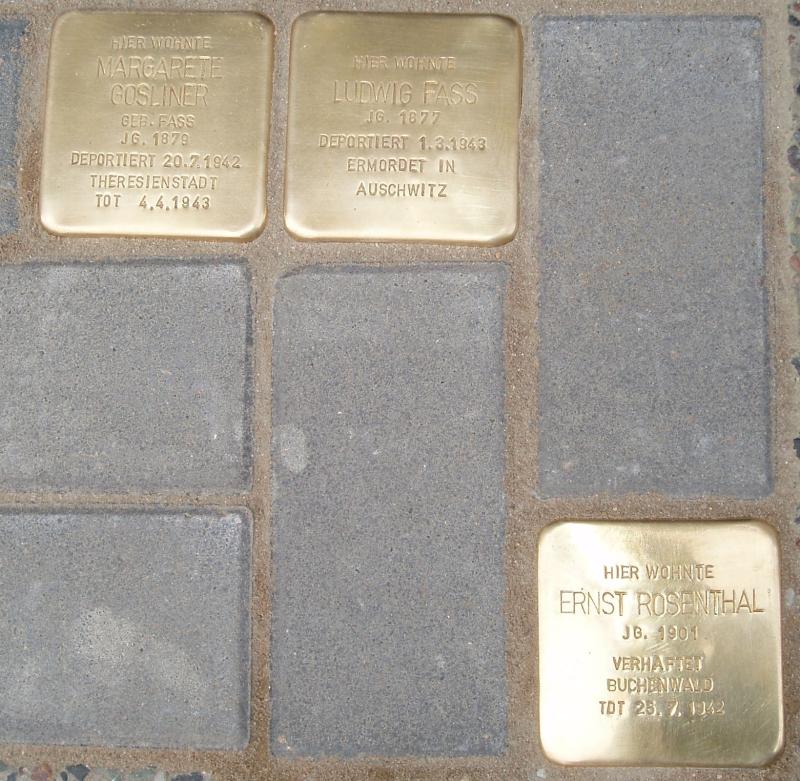 HIER WOHNTE
MARGARETE
GOSLINER
GEB. FASS
JG. 1879
DEPORTIERT 20.7.1942
THERESIENSTADT
TOT 4.4.1943
HIER WOHNTE
LUDWIG FASS
JG. 1877
DEPORTIERT 1.3.1943
ERMORDET IN
AUSCHWITZ
HIER WOHNTE
ERNST ROSENTHAL
JG. 1901
VERHAFTET
BUCHENWALD
TOT 25.7.1942